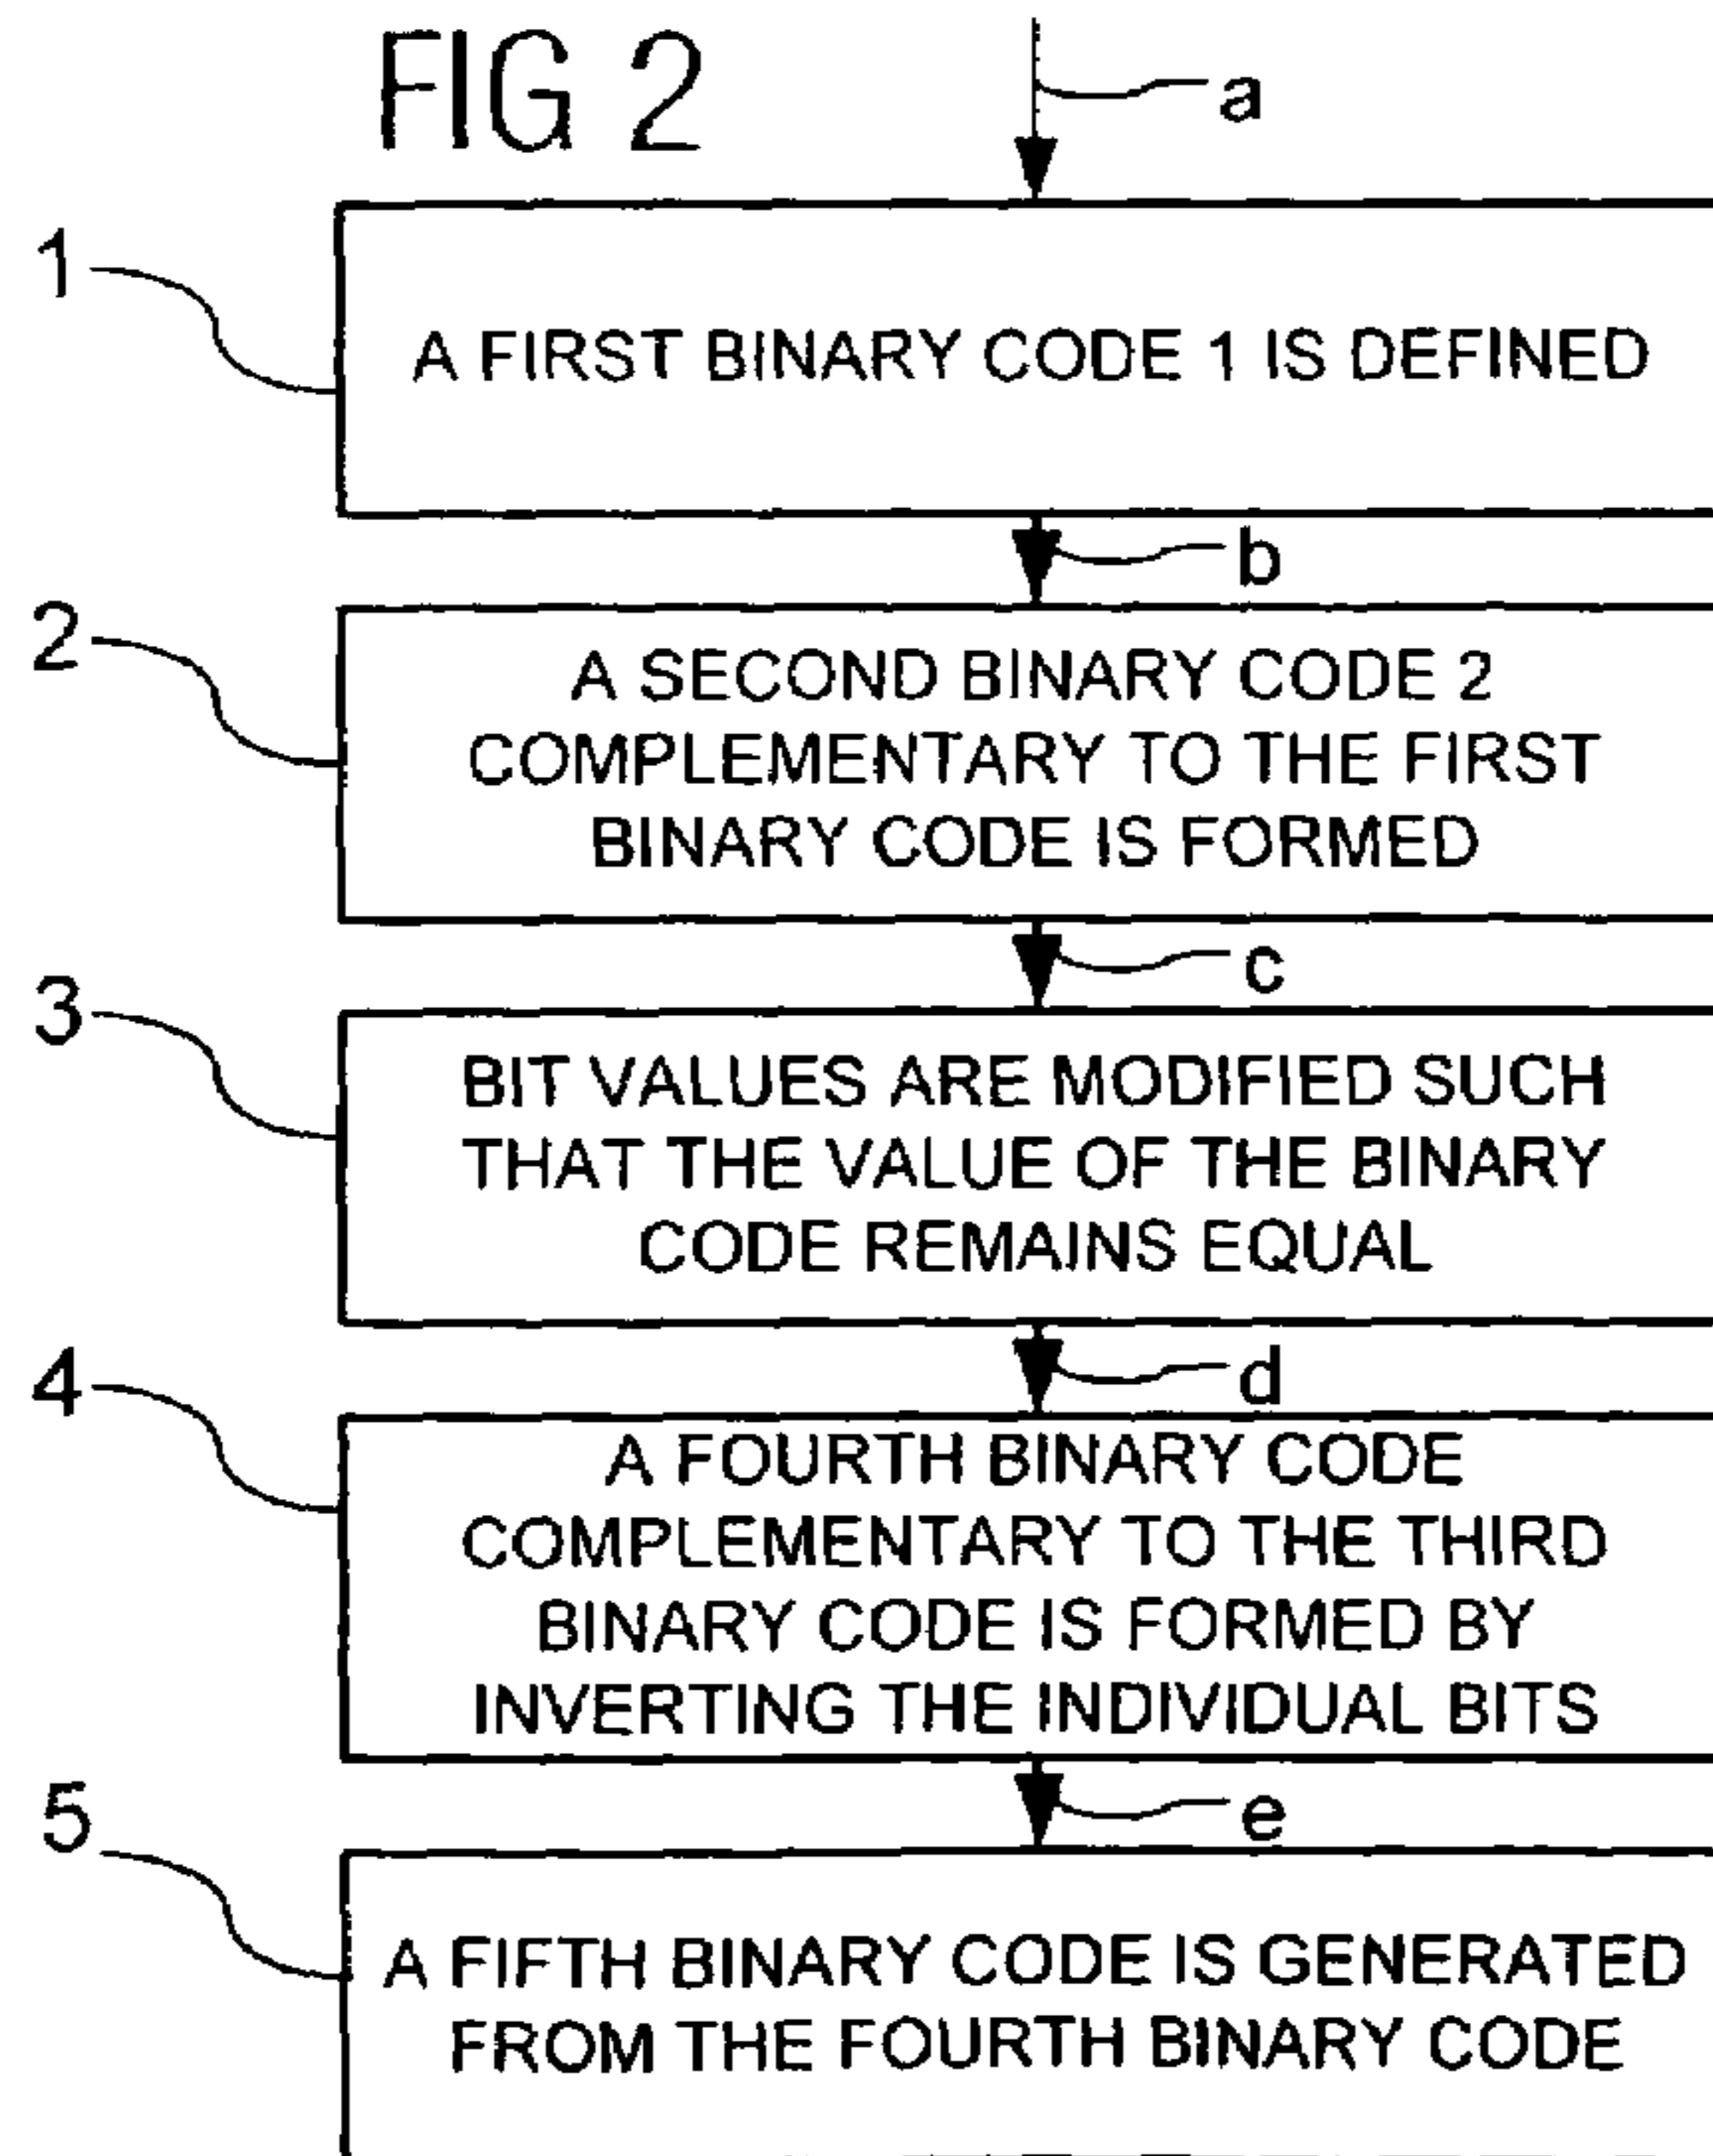 FIG 2
a
1
A FIRST BINARY CODE 1 IS DEFINED
b
2
A SECOND BINARY CODE 2
COMPLEMENTARY TO THE FIRST
BINARY CODE IS FORMED
c
3
BIT VALUES ARE MODIFIED SUCH
THAT THE VALUE OF THE BINARY
CODE REMAINS EQUAL
d
4
A FOURTH BINARY CODE
COMPLEMENTARY TO THE THIRD
BINARY CODE IS FORMED BY
INVERTING THE INDIVIDUAL BITS
e
5
A FIFTH BINARY CODE IS GENERATED
FROM THE FOURTH BINARY CODE